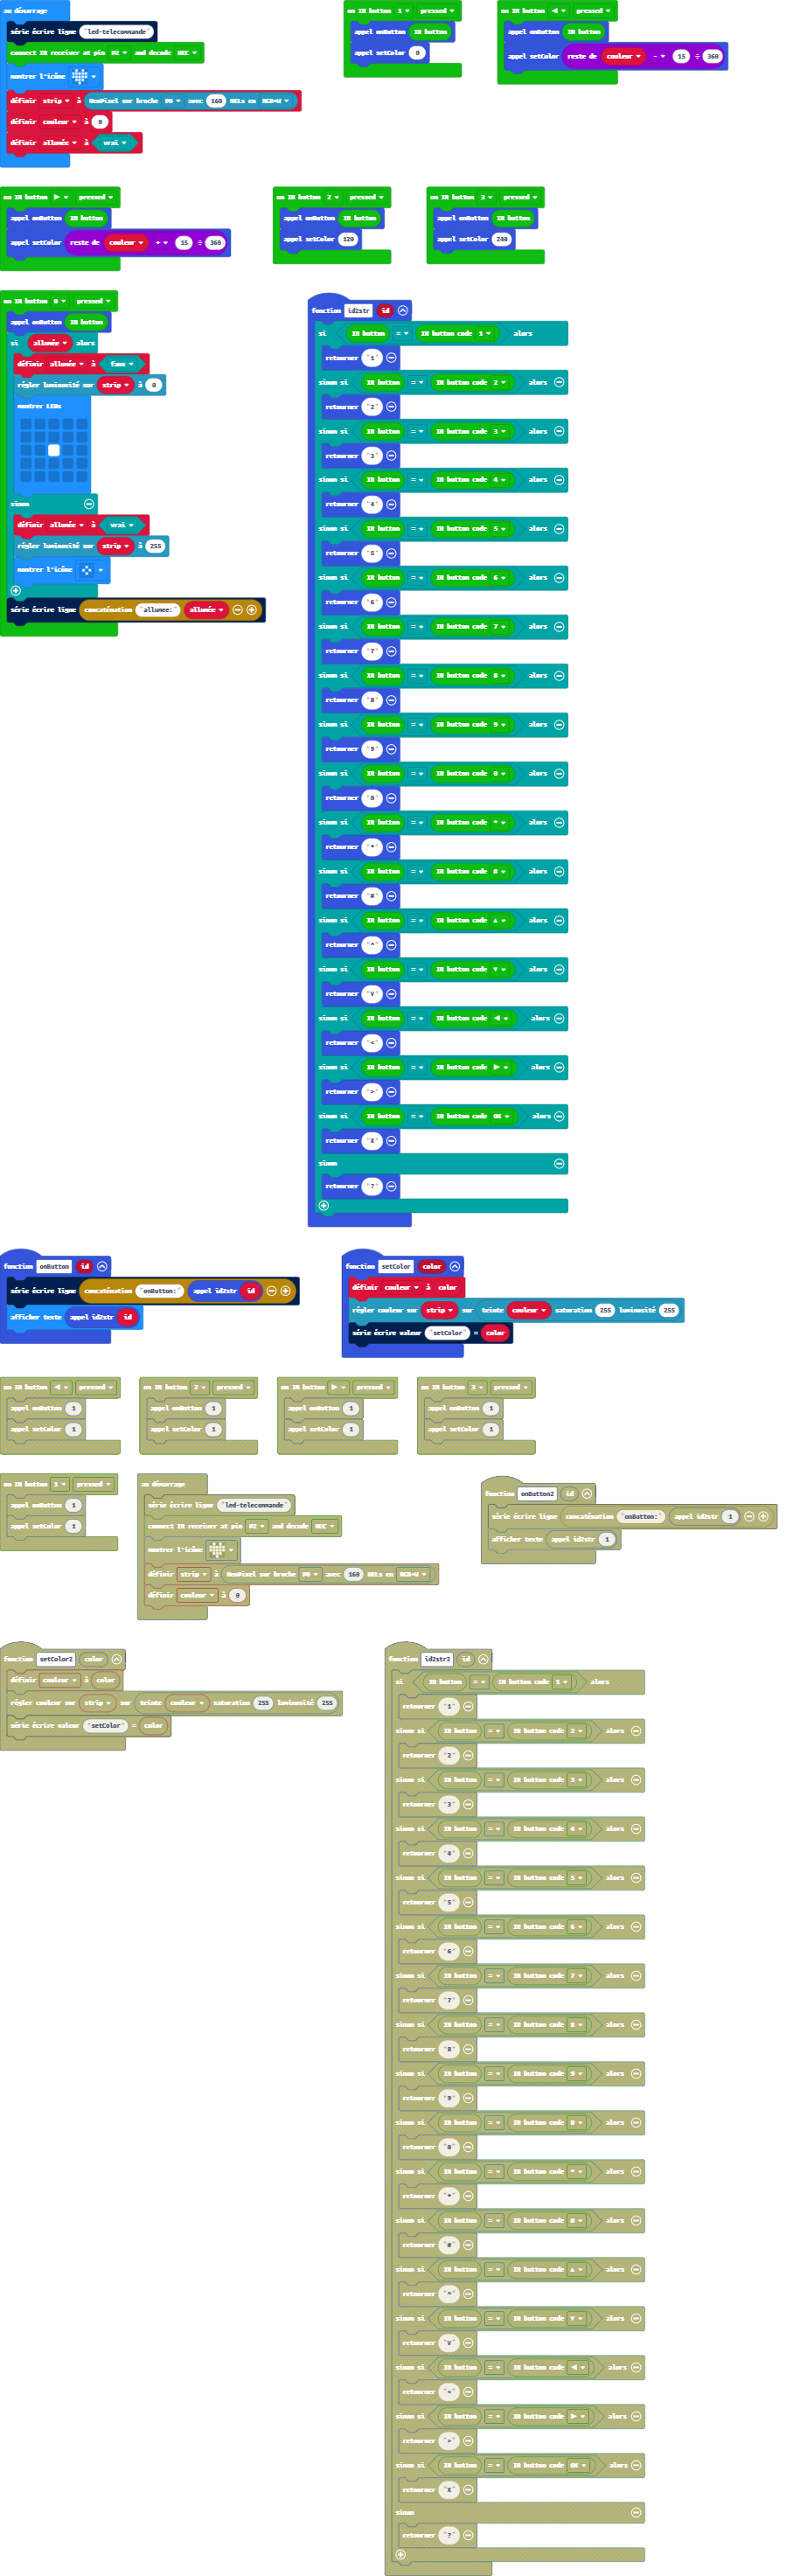 au démarrage
série écrire ligne "led-telecommande"
connect IR receiver at pin P2 and decode NEC
montrer l'icône
définir strip à NeoPixel sur broche P0 avec 160 DELs en RGB+W
définir couleur à 0
définir allumée à vrai
on IR button 1 pressed
appel onButton IR button
appel setColor 0
on IR button ◀ pressed
appel onButton IR button
appel setColor reste de couleur - 15 ÷ 360
on IR button ▶ pressed
appel onButton IR button
appel setColor reste de couleur + 15 ÷ 360
on IR button 2 pressed
appel onButton IR button
appel setColor 120
on IR button 3 pressed
appel onButton IR button
appel setColor 240
on IR button 0 pressed
appel onButton IR button
si allumée alors
définir allumée à faux
régler luminosité sur strip à 0
montrer LEDs
sinon
définir allumée à vrai
régler luminosité sur strip à 255
montrer l'icône
série écrire ligne concaténation "allumee:" allumée
fonction id2str id
si IR button = IR button code 1 alors
retourner "1"
sinon si IR button = IR button code 2 alors
retourner "2"
sinon si IR button = IR button code 3 alors
retourner "3"
sinon si IR button = IR button code 4 alors
retourner "4"
sinon si IR button = IR button code 5 alors
retourner "5"
sinon si IR button = IR button code 6 alors
retourner "6"
sinon si IR button = IR button code 7 alors
retourner "7"
sinon si IR button = IR button code 8 alors
retourner "8"
sinon si IR button = IR button code 9 alors
retourner "9"
sinon si IR button = IR button code 0 alors
retourner "0"
sinon si IR button = IR button code * alors
retourner "*"
sinon si IR button = IR button code # alors
retourner "#"
sinon si IR button = IR button code ▲ alors
retourner "^"
sinon si IR button = IR button code ▼ alors
retourner "v"
sinon si IR button = IR button code ◀ alors
retourner "<"
sinon si IR button = IR button code ▶ alors
retourner ">"
sinon si IR button = IR button code OK alors
retourner "X"
sinon
retourner "?"
fonction onButton id
série écrire ligne concaténation "onButton:" appel id2str id
afficher texte appel id2str id
fonction setColor color
définir couleur à color
régler couleur sur strip sur teinte couleur saturation 255 luminosité 255
série écrire valeur "setColor" = color
on IR button ◀ pressed
appel onButton 1
appel setColor 1
on IR button 2 pressed
appel onButton 1
appel setColor 1
on IR button ▶ pressed
appel onButton 1
appel setColor 1
on IR button 3 pressed
appel onButton 1
appel setColor 1
on IR button 1 pressed
appel onButton 1
appel setColor 1
au démarrage
série écrire ligne "led-telecommande"
connect IR receiver at pin P2 and decode NEC
montrer l'icône
définir strip à NeoPixel sur broche P0 avec 160 DELs en RGB+W
définir couleur à 0
fonction onButton2 id
série écrire ligne concaténation "onButton:" appel id2str 1
afficher texte appel id2str 1
fonction setColor2 color
définir couleur à color
régler couleur sur strip sur teinte couleur saturation 255 luminosité 255
série écrire valeur "setColor" = color
fonction id2str2 id
si IR button = IR button code 1 alors
retourner "1"
sinon si IR button = IR button code 2 alors
retourner "2"
sinon si IR button = IR button code 3 alors
retourner "3"
sinon si IR button = IR button code 4 alors
retourner "4"
sinon si IR button = IR button code 5 alors
retourner "5"
sinon si IR button = IR button code 6 alors
retourner "6"
sinon si IR button = IR button code 7 alors
retourner "7"
sinon si IR button = IR button code 8 alors
retourner "8"
sinon si IR button = IR button code 9 alors
retourner "9"
sinon si IR button = IR button code 0 alors
retourner "0"
sinon si IR button = IR button code * alors
retourner "*"
sinon si IR button = IR button code # alors
retourner "#"
sinon si IR button = IR button code ▲ alors
retourner "^"
sinon si IR button = IR button code ▼ alors
retourner "v"
sinon si IR button = IR button code ◀ alors
retourner "<"
sinon si IR button = IR button code ▶ alors
retourner ">"
sinon si IR button = IR button code OK alors
retourner "X"
sinon
retourner "?"